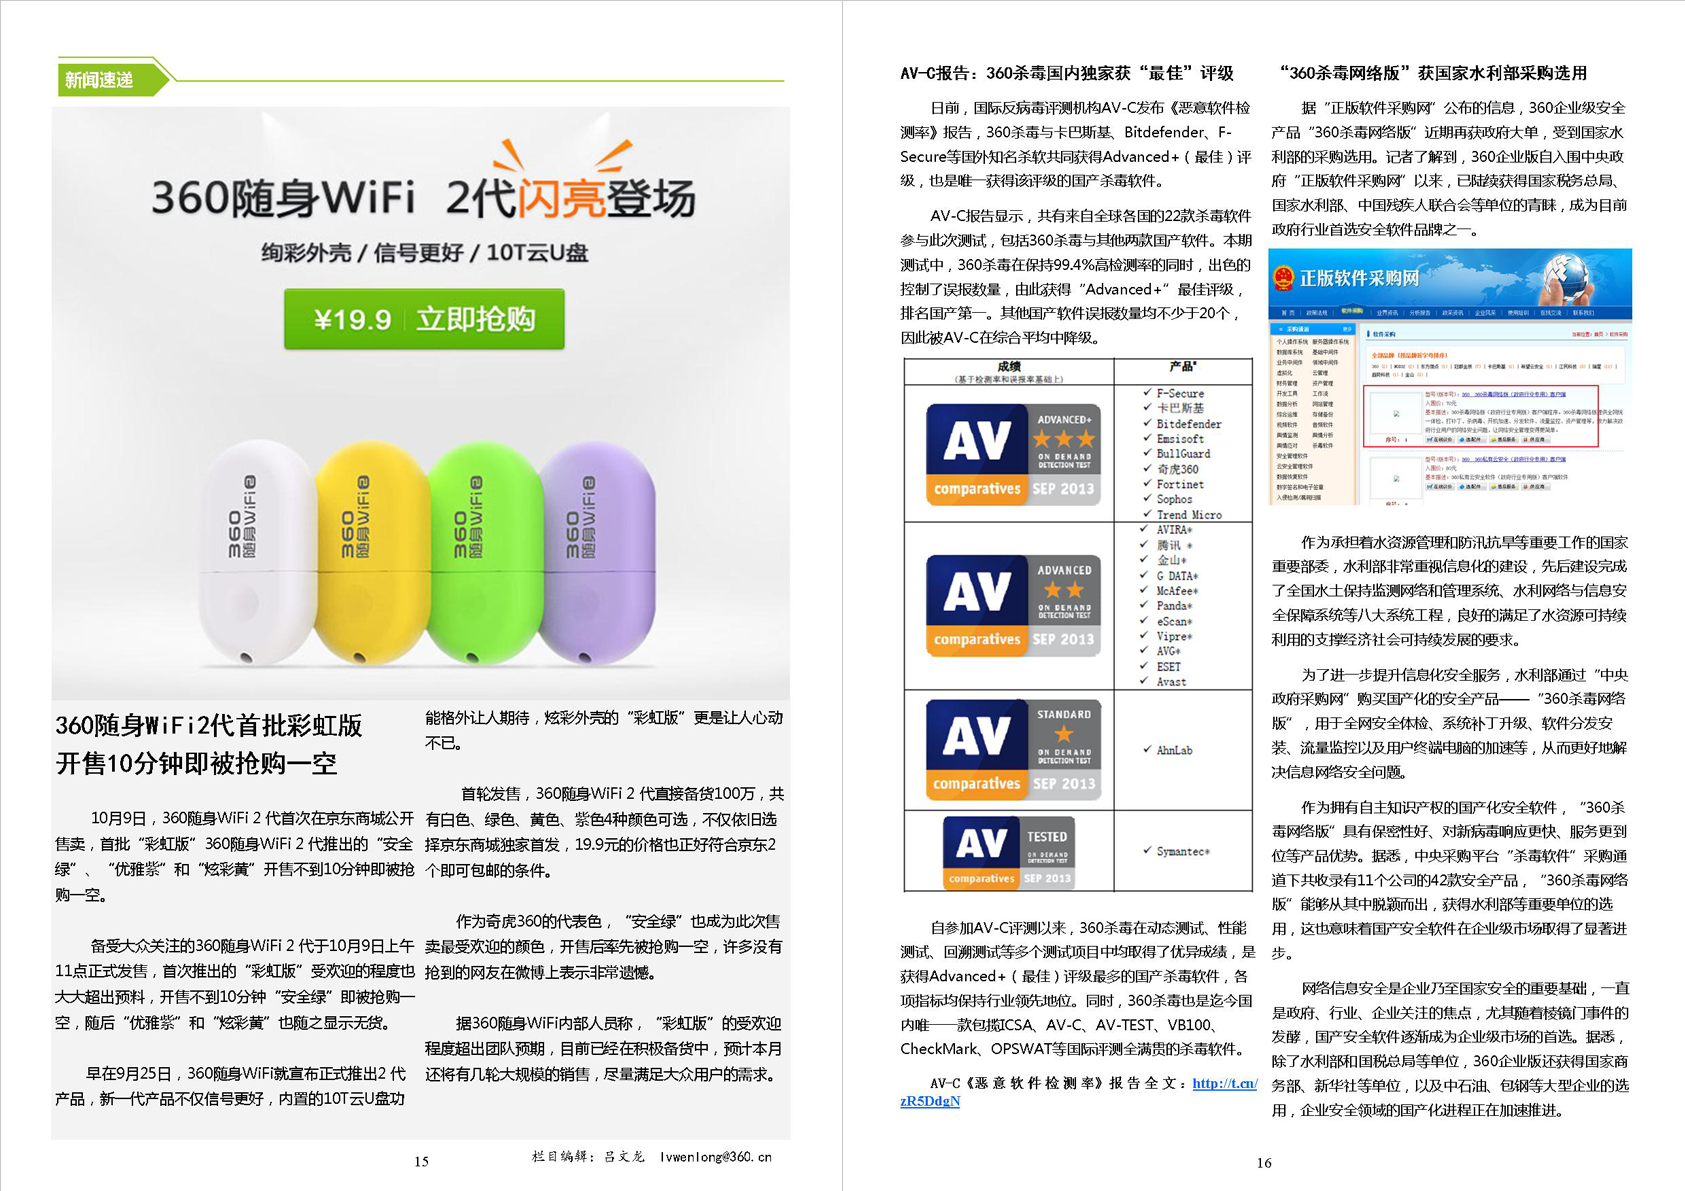 新闻速递
360随身WiFi 2代闪亮登场
绚彩外壳 / 信号更好 / 10T云U盘
¥19.9 立即抢购
360随身WiFi2
360随身WiFi2
360随身WiFi2
360随身WiFi2
360随身WiFi2代首批彩虹版
开售10分钟即被抢购一空
10月9日，360随身WiFi 2 代首次在京东商城公开
售卖，首批“彩虹版”360随身WiFi 2 代推出的“安全
绿”、“优雅紫”和“炫彩黄”开售不到10分钟即被抢
购一空。
备受大众关注的360随身WiFi 2 代于10月9日上午
11点正式发售，首次推出的“彩虹版”受欢迎的程度也
大大超出预料，开售不到10分钟“安全绿”即被抢购一
空，随后“优雅紫”和“炫彩黄”也随之显示无货。
早在9月25日，360随身WiFi就宣布正式推出2 代
产品，新一代产品不仅信号更好，内置的10T云U盘功
能格外让人期待，炫彩外壳的“彩虹版”更是让人心动
不已。
首轮发售，360随身WiFi 2 代直接备货100万，共
有白色、绿色、黄色、紫色4种颜色可选，不仅依旧选
择京东商城独家首发，19.9元的价格也正好符合京东2
个即可包邮的条件。
作为奇虎360的代表色，“安全绿”也成为此次售
卖最受欢迎的颜色，开售后率先被抢购一空，许多没有
抢到的网友在微博上表示非常遗憾。
据360随身WiFi内部人员称，“彩虹版”的受欢迎
程度超出团队预期，目前已经在积极备货中，预计本月
还将有几轮大规模的销售，尽量满足大众用户的需求。
15
栏目编辑：吕文龙 lvwenlong@360.cn
AV-C报告：360杀毒国内独家获“最佳”评级
日前，国际反病毒评测机构AV-C发布《恶意软件检
测率》报告，360杀毒与卡巴斯基、Bitdefender、F-
Secure等国外知名杀软共同获得Advanced+（最佳）评
级，也是唯一获得该评级的国产杀毒软件。
AV-C报告显示，共有来自全球各国的22款杀毒软件
参与此次测试，包括360杀毒与其他两款国产软件。本期
测试中，360杀毒在保持99.4%高检测率的同时，出色的
控制了误报数量，由此获得“Advanced+”最佳评级，
排名国产第一。其他国产软件误报数量均不少于20个，
因此被AV-C在综合平均中降级。
成绩
（基于检测率和误报率基础上）
产品
AV comparatives ADVANCED+ ON DEMAND DETECTION TEST SEP 2013
✓ F-Secure
✓ 卡巴斯基
✓ Bitdefender
✓ Emsisoft
✓ BullGuard
✓ 奇虎360
✓ Fortinet
✓ Sophos
✓ Trend Micro
AV comparatives ADVANCED ON DEMAND DETECTION TEST SEP 2013
✓ AVIRA*
✓ 腾讯 *
✓ 金山*
✓ G DATA*
✓ McAfee*
✓ Panda*
✓ eScan*
✓ Vipre*
✓ AVG*
✓ ESET
✓ Avast
AV comparatives STANDARD ON DEMAND DETECTION TEST SEP 2013
✓ AhnLab
AV comparatives TESTED ON DEMAND DETECTION TEST SEP 2013
✓ Symantec*
自参加AV-C评测以来，360杀毒在动态测试、性能
测试、回溯测试等多个测试项目中均取得了优异成绩，是
获得Advanced+（最佳）评级最多的国产杀毒软件，各
项指标均保持行业领先地位。同时，360杀毒也是迄今国
内唯一一款包揽ICSA、AV-C、AV-TEST、VB100、
CheckMark、OPSWAT等国际评测全满贯的杀毒软件。
AV-C《恶意软件检测率》报告全文：http://t.cn/
zR5DdgN
“360杀毒网络版”获国家水利部采购选用
据“正版软件采购网”公布的信息，360企业级安全
产品“360杀毒网络版”近期再获政府大单，受到国家水
利部的采购选用。记者了解到，360企业版自入围中央政
府“正版软件采购网”以来，已陆续获得国家税务总局、
国家水利部、中国残疾人联合会等单位的青睐，成为目前
政府行业首选安全软件品牌之一。
正版软件采购网
作为承担着水资源管理和防汛抗旱等重要工作的国家
重要部委，水利部非常重视信息化的建设，先后建设完成
了全国水土保持监测网络和管理系统、水利网络与信息安
全保障系统等八大系统工程，良好的满足了水资源可持续
利用的支撑经济社会可持续发展的要求。
为了进一步提升信息化安全服务，水利部通过“中央
政府采购网”购买国产化的安全产品——“360杀毒网络
版”，用于全网安全体检、系统补丁升级、软件分发安
装、流量监控以及用户终端电脑的加速等，从而更好地解
决信息网络安全问题。
作为拥有自主知识产权的国产化安全软件，“360杀
毒网络版”具有保密性好、对新病毒响应更快、服务更到
位等产品优势。据悉，中央采购平台“杀毒软件”采购通
道下共收录有11个公司的42款安全产品，“360杀毒网络
版”能够从其中脱颖而出，获得水利部等重要单位的选
用，这也意味着国产安全软件在企业级市场取得了显著进
步。
网络信息安全是企业乃至国家安全的重要基础，一直
是政府、行业、企业关注的焦点，尤其随着棱镜门事件的
发酵，国产安全软件逐渐成为企业级市场的首选。据悉，
除了水利部和国税总局等单位，360企业版还获得国家商
务部、新华社等单位，以及中石油、包钢等大型企业的选
用，企业安全领域的国产化进程正在加速推进。
16